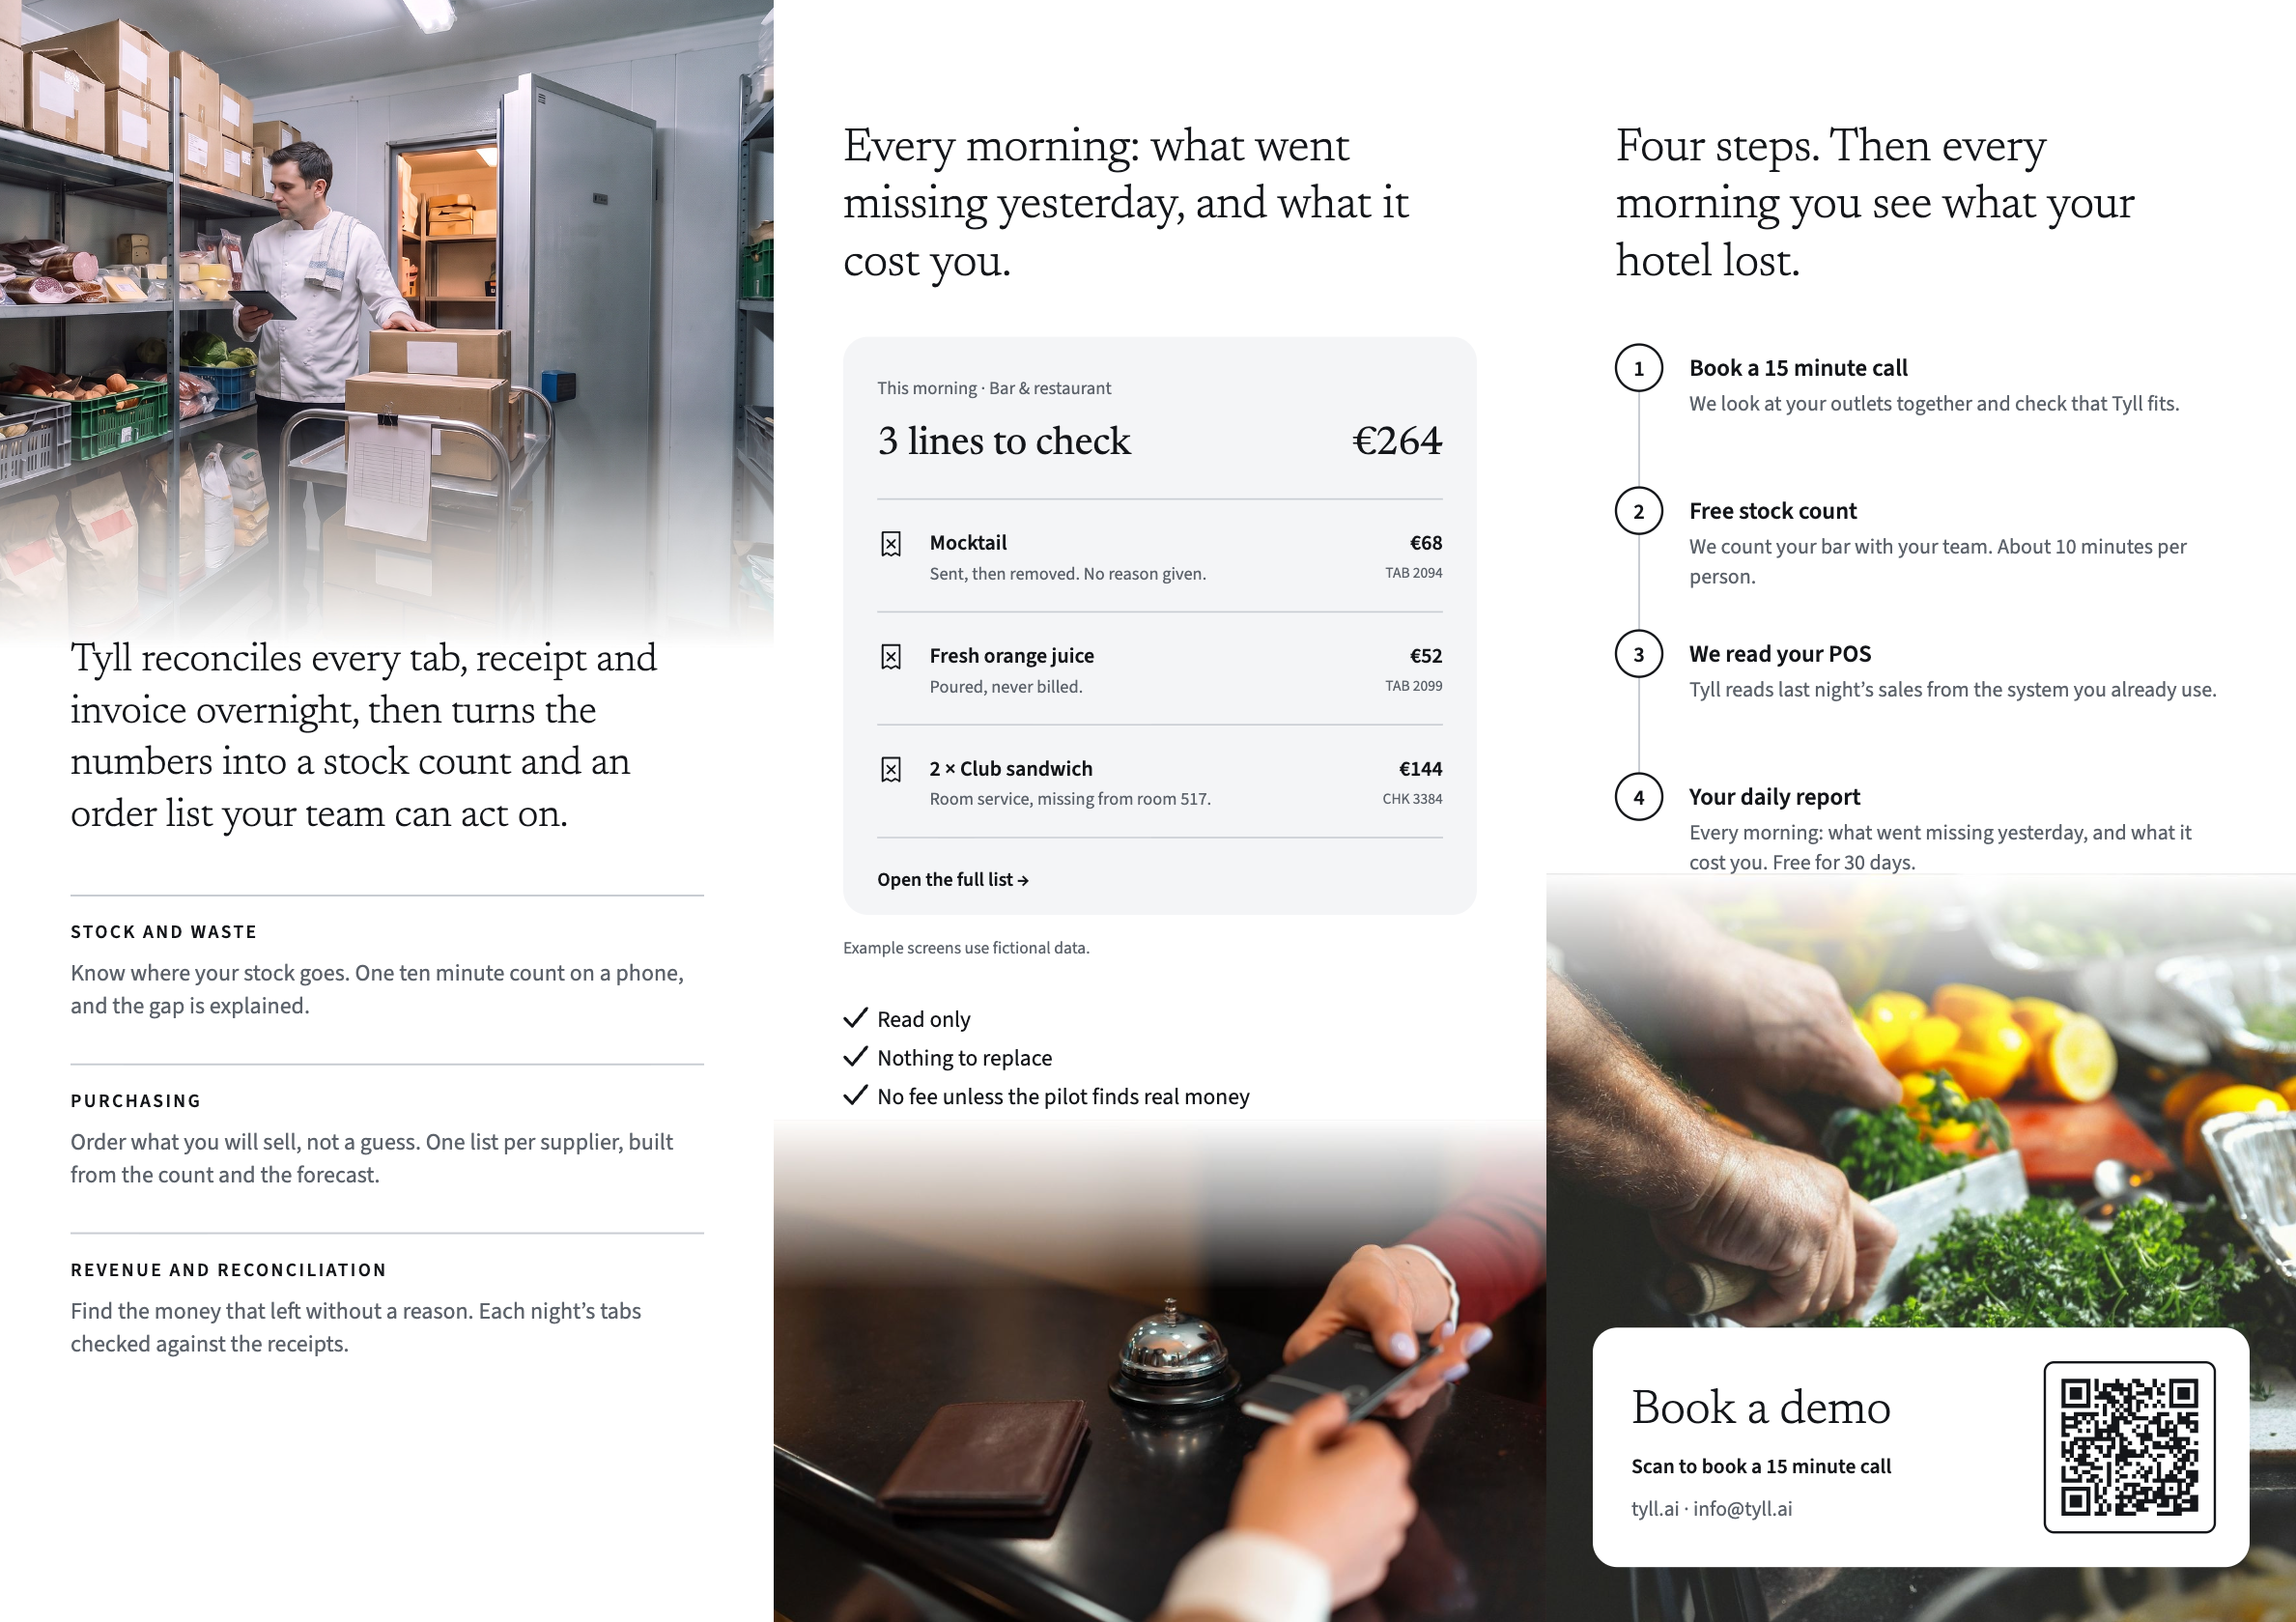 Tyll reconciles every tab, receipt and
invoice overnight, then turns the
numbers into a stock count and an
order list your team can act on.
STOCK AND WASTE
Know where your stock goes. One ten minute count on a phone,
and the gap is explained.
PURCHASING
Order what you will sell, not a guess. One list per supplier, built
from the count and the forecast.
REVENUE AND RECONCILIATION
Find the money that left without a reason. Each night’s tabs
checked against the receipts.
Every morning: what went
missing yesterday, and what it
cost you.
This morning · Bar & restaurant
3 lines to check €264
Mocktail €68
Sent, then removed. No reason given. TAB 2094
Fresh orange juice €52
Poured, never billed. TAB 2099
2 × Club sandwich €144
Room service, missing from room 517. CHK 3384
Open the full list →
Example screens use fictional data.
Read only
Nothing to replace
No fee unless the pilot finds real money
Four steps. Then every
morning you see what your
hotel lost.
1 Book a 15 minute call
We look at your outlets together and check that Tyll fits.
2 Free stock count
We count your bar with your team. About 10 minutes per
person.
3 We read your POS
Tyll reads last night’s sales from the system you already use.
4 Your daily report
Every morning: what went missing yesterday, and what it
cost you. Free for 30 days.
Book a demo
Scan to book a 15 minute call
tyll.ai · info@tyll.ai